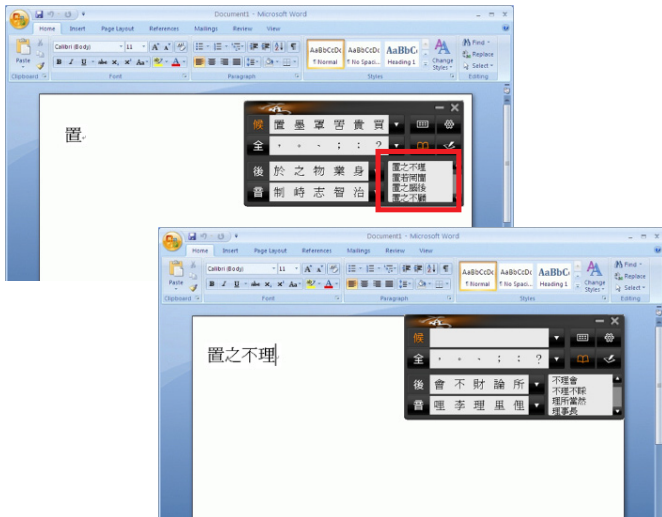 Document1 - Microsoft Word
Home Insert Page Layout References Mailings Review View
Paste
Calibri (Body) 11
B I U abc x, x² Aa A
AaBbCcDc AaBbCcDc AaBbC
¶ Normal ¶ No Spaci... Heading 1
Change Styles
Find
Replace
Select
Clipboard Font Paragraph Styles Editing
置
候 置 墨 罩 罟 貴 買
全 , 。 、 ; : ?
後 於 之 物 業 身
音 制 峙 志 智 治
置之不理
置若罔聞
置之腦後
置之不顧
Document1 - Microsoft Word
Home Insert Page Layout References Mailings Review View
Paste
Calibri (Body) 11
B I U abc x, x² Aa A
AaBbCcDc AaBbCcDc AaBbC
¶ Normal ¶ No Spaci... Heading 1
Change Styles
Find
Replace
Select
Clipboard Font Paragraph Styles Editing
置之不理
候
全 , 。 、 ; : ?
後 會 不 財 論 所
音 哩 李 理 里 俚
不理會
不理不睬
理所當然
理事長